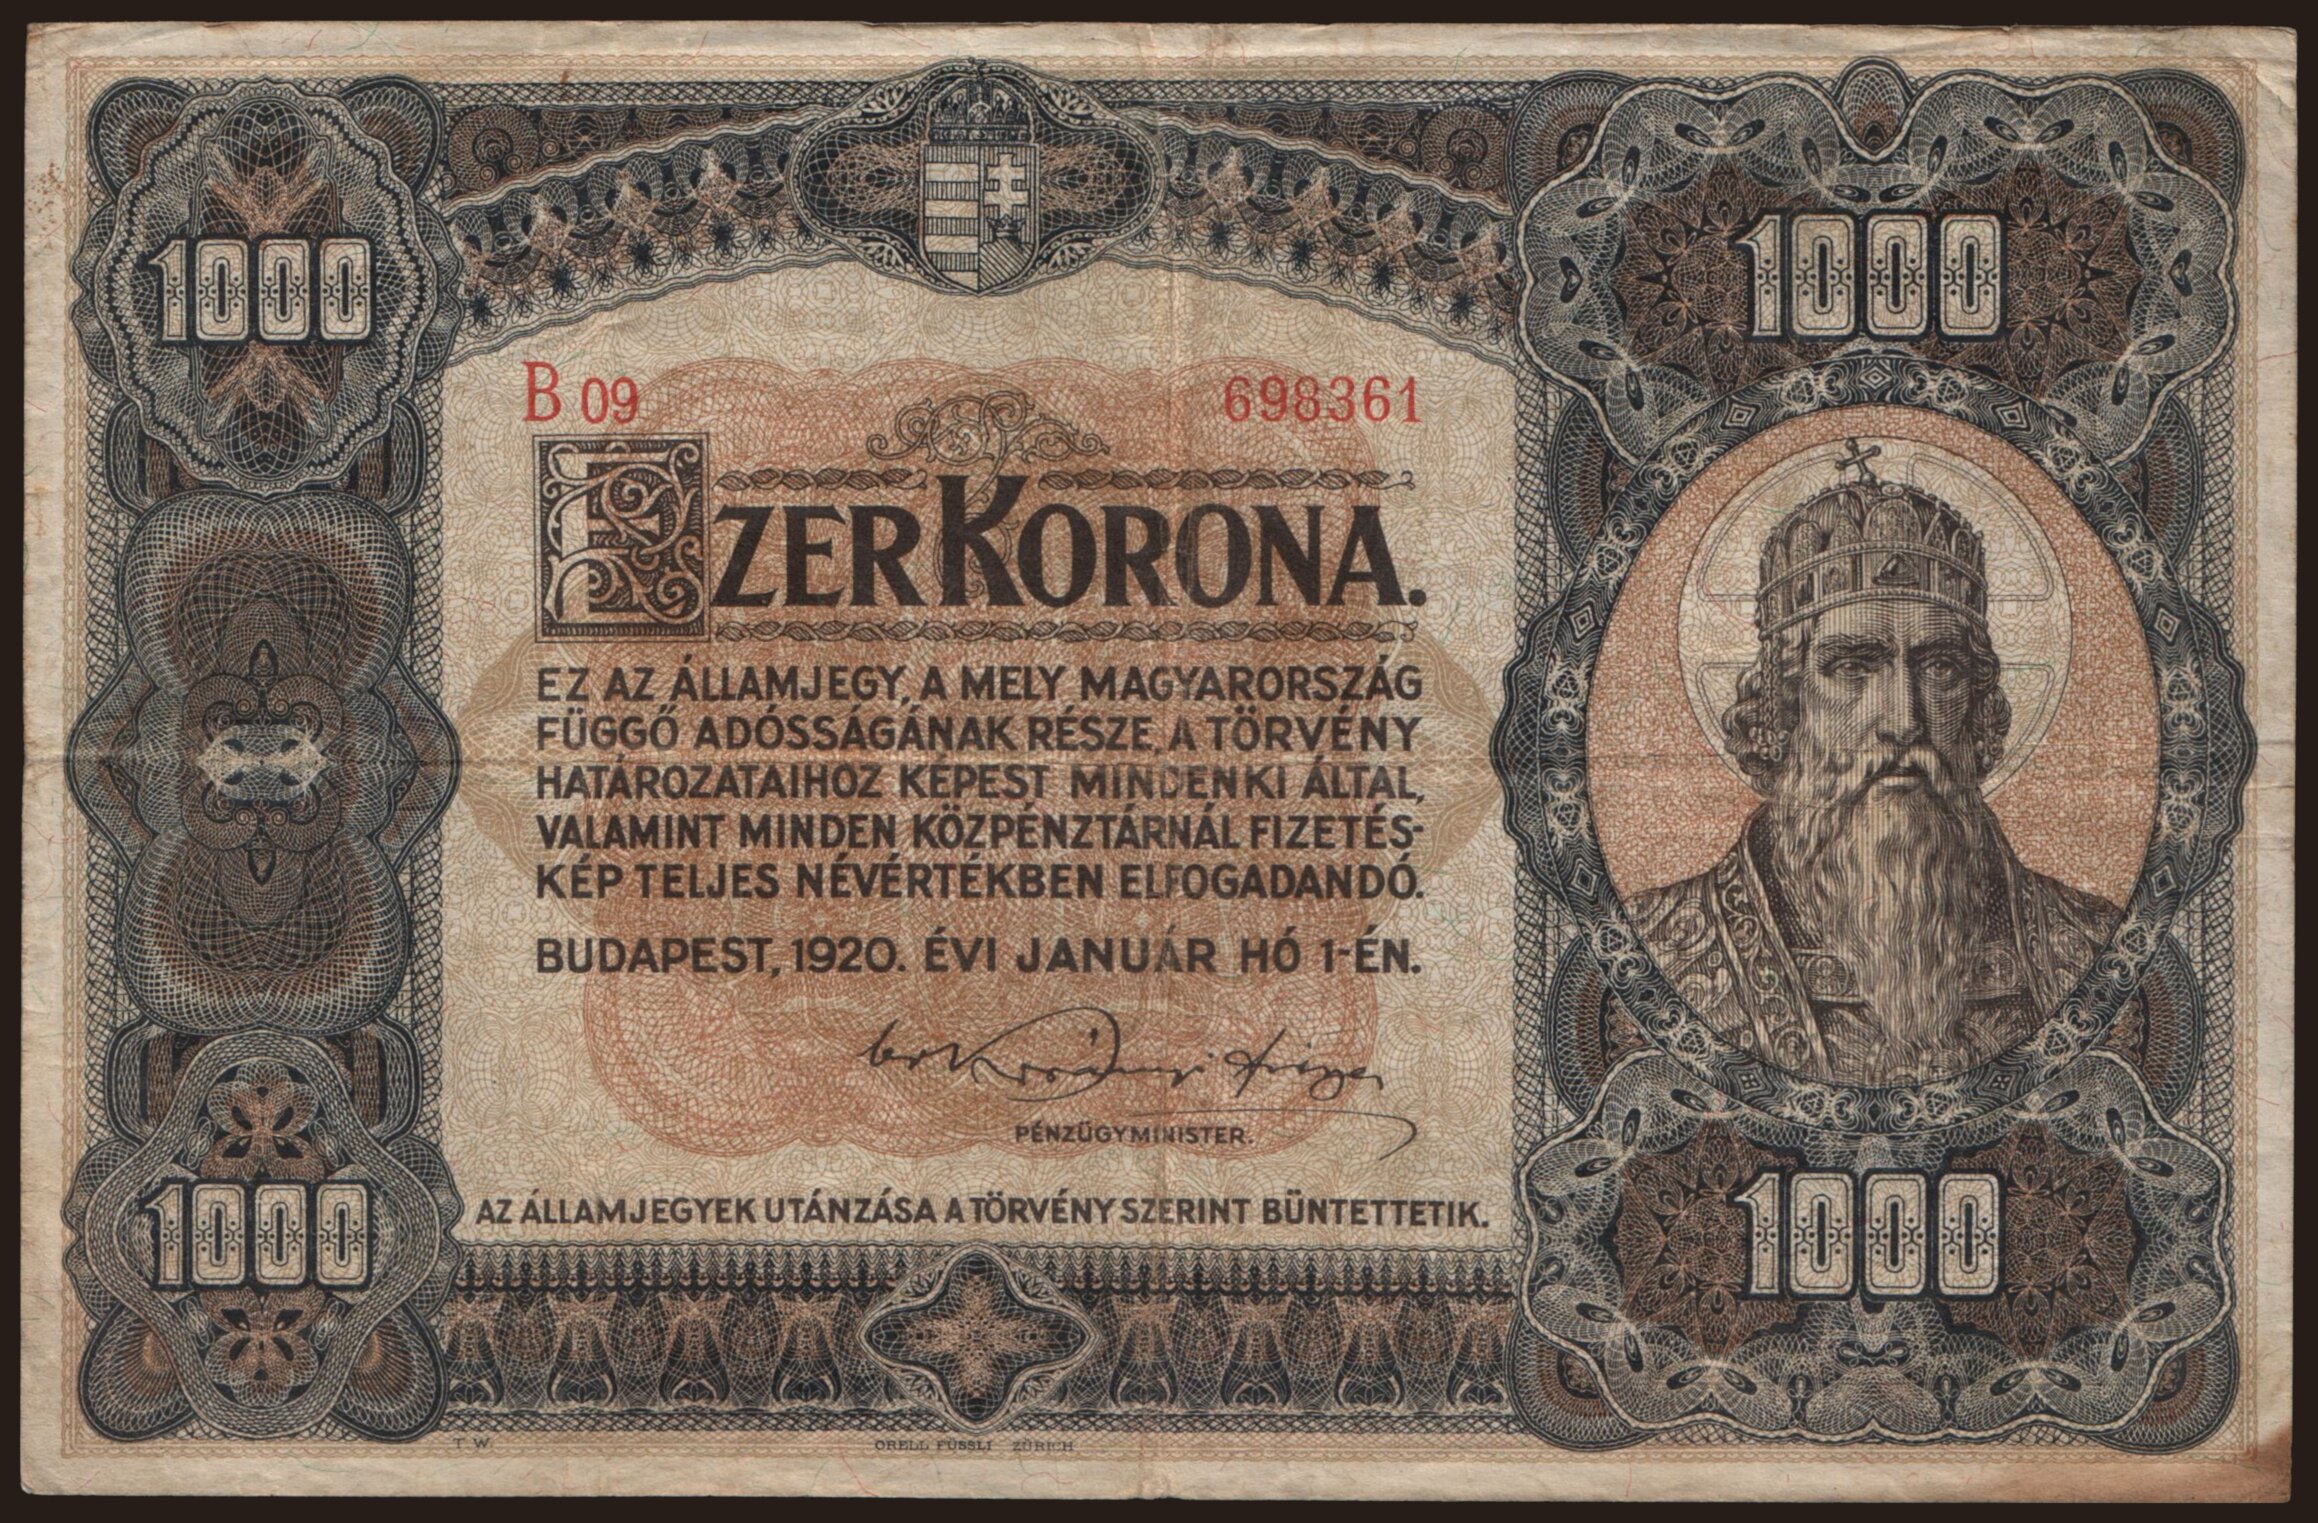 1000
1000
B 09
698361
EZERKORONA.
EZ AZ ÁLLAMJEGY, A MELY MAGYARORSZÁG
FÜGGŐ ADÓSSÁGÁNAK RÉSZE, A TÖRVÉNY
HATÁROZATAIHOZ KÉPEST MINDENKI ÁLTAL,
VALAMINT MINDEN KÖZPÉNZTÁRNÁL FIZETÉS-
KÉP TELJES NÉVÉRTÉKBEN ELFOGADANDÓ.
BUDAPEST, 1920. ÉVI JANUÁR HÓ 1-ÉN.
PÉNZÜGYMINISTER.
1000
1000
AZ ÁLLAMJEGYEK UTÁNZÁSA A TÖRVÉNY SZERINT BÜNTETTETIK.
T. W.
ORELL FÜSSLI ZÜRICH